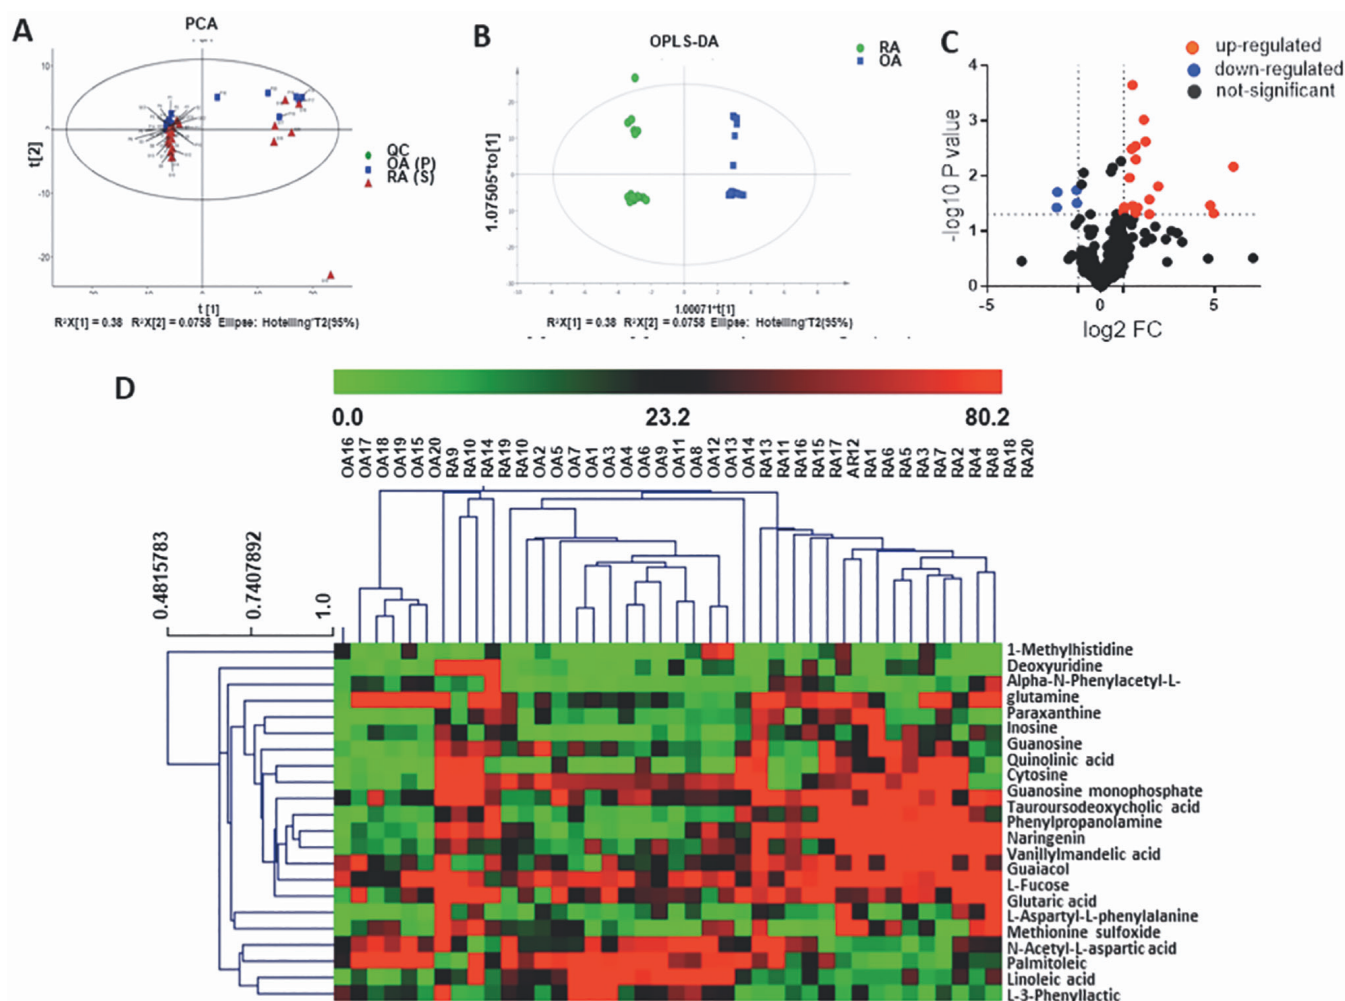 A
PCA
10
0
-10
-20
t[2]
t [1]
QC
OA (P)
RA (S)
R²X[1] = 0.38 R²X[2] = 0.0758 Ellipse: Hotelling'T2(95%)
B
OPLS-DA
RA
OA
1.07505*to[1]
1.00071*t[1]
R²X[1] = 0.38 R²X[2] = 0.0758 Ellipse: Hotelling'T2(95%)
C
up-regulated
down-regulated
not-significant
4
3
2
1
0
-log10 P value
-5
0
5
log2 FC
D
0.0
23.2
80.2
OA16
OA17
OA18
OA19
OA15
OA20
RA9
RA10
RA14
RA19
RA10
OA2
OA5
OA7
OA1
OA3
OA4
OA6
OA9
OA11
OA8
OA12
OA13
OA14
RA13
RA11
RA16
RA15
RA17
AR12
RA1
RA6
RA5
RA3
RA7
RA2
RA4
RA8
RA18
RA20
0.4815783
0.7407892
1.0
1-Methylhistidine
Deoxyuridine
Alpha-N-Phenylacetyl-L-
glutamine
Paraxanthine
Inosine
Guanosine
Quinolinic acid
Cytosine
Guanosine monophosphate
Tauroursodeoxycholic acid
Phenylpropanolamine
Naringenin
Vanillylmandelic acid
Guaiacol
L-Fucose
Glutaric acid
L-Aspartyl-L-phenylalanine
Methionine sulfoxide
N-Acetyl-L-aspartic acid
Palmitoleic
Linoleic acid
L-3-Phenyllactic